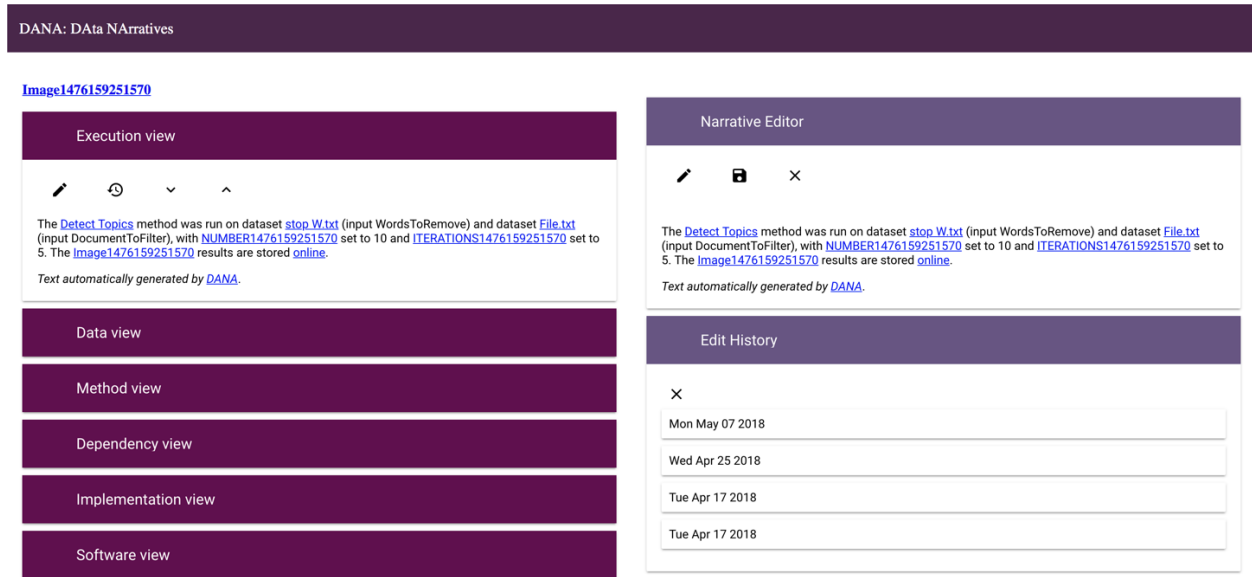 DANA: DAta NArratives
Image1476159251570
Execution view
The Detect Topics method was run on dataset stop W.txt (input WordsToRemove) and dataset File.txt
(input DocumentToFilter), with NUMBER1476159251570 set to 10 and ITERATIONS1476159251570 set to
5. The Image1476159251570 results are stored online.
Text automatically generated by DANA.
Data view
Method view
Dependency view
Implementation view
Software view
Narrative Editor
The Detect Topics method was run on dataset stop W.txt (input WordsToRemove) and dataset File.txt
(input DocumentToFilter), with NUMBER1476159251570 set to 10 and ITERATIONS1476159251570 set to
5. The Image1476159251570 results are stored online.
Text automatically generated by DANA.
Edit History
Mon May 07 2018
Wed Apr 25 2018
Tue Apr 17 2018
Tue Apr 17 2018